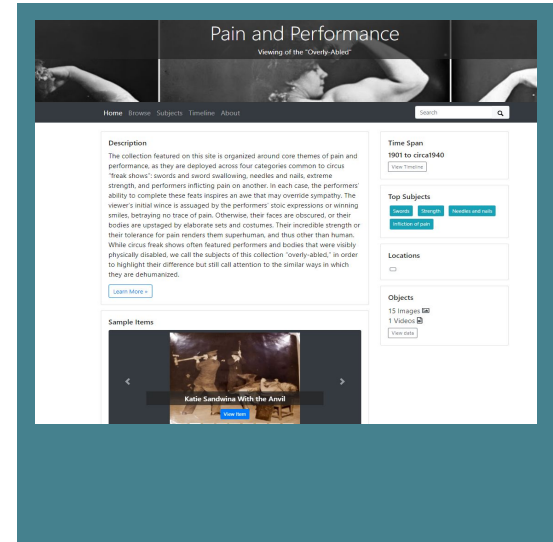 Pain and Performance
Viewing of the "Overly-Abled"
Home Browse Subjects Timeline About
Search
Description
The collection featured on this site is organized around core themes of pain and
performance, as they are deployed across four categories common to circus
"freak shows": swords and sword swallowing, needles and nails, extreme
strength, and performers inflicting pain on another. In each case, the performers'
ability to complete these feats inspires an awe that may override sympathy. The
viewer's initial wince is assuaged by the performers' stoic expressions or winning
smiles, betraying no trace of pain. Otherwise, their faces are obscured, or their
bodies are upstaged by elaborate sets and costumes. Their incredible strength or
their tolerance for pain renders them superhuman, and thus other than human.
While circus freak shows often featured performers and bodies that were visibly
physically disabled, we call the subjects of this collection "overly-abled," in order
to highlight their difference but still call attention to the similar ways in which
they are dehumanized.
Learn More »
Sample Items
Katie Sandwina With the Anvil
View Item
Time Span
1901 to circa1940
View Timeline
Top Subjects
Swords Strength Needles and nails
Infliction of pain
Locations
Objects
15 Images
1 Videos
View data